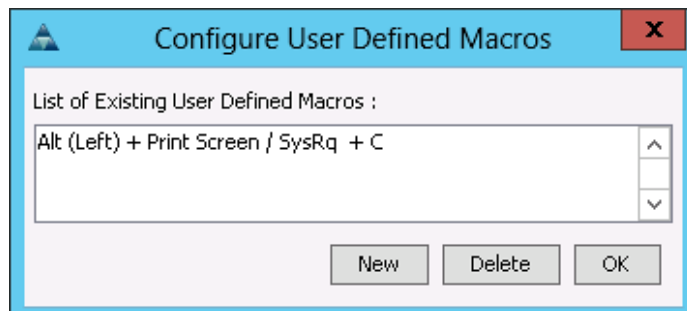 Configure User Defined Macros
x
List of Existing User Defined Macros :
Alt (Left) + Print Screen / SysRq + C
New Delete OK